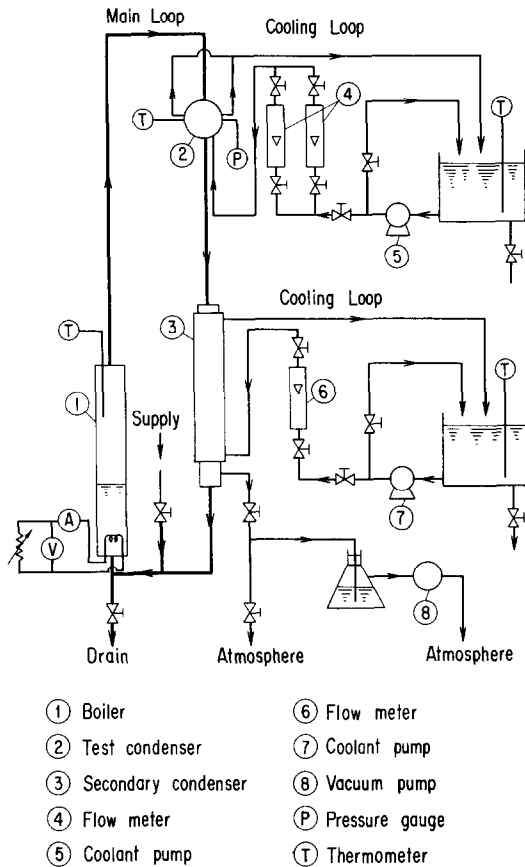 Main Loop
Cooling Loop
T
2
P
4
T
5
Cooling Loop
3
T
1
Supply
6
T
A
V
7
8
Drain
Atmosphere
Atmosphere
1 Boiler
2 Test condenser
3 Secondary condenser
4 Flow meter
5 Coolant pump
6 Flow meter
7 Coolant pump
8 Vacuum pump
P Pressure gauge
T Thermometer